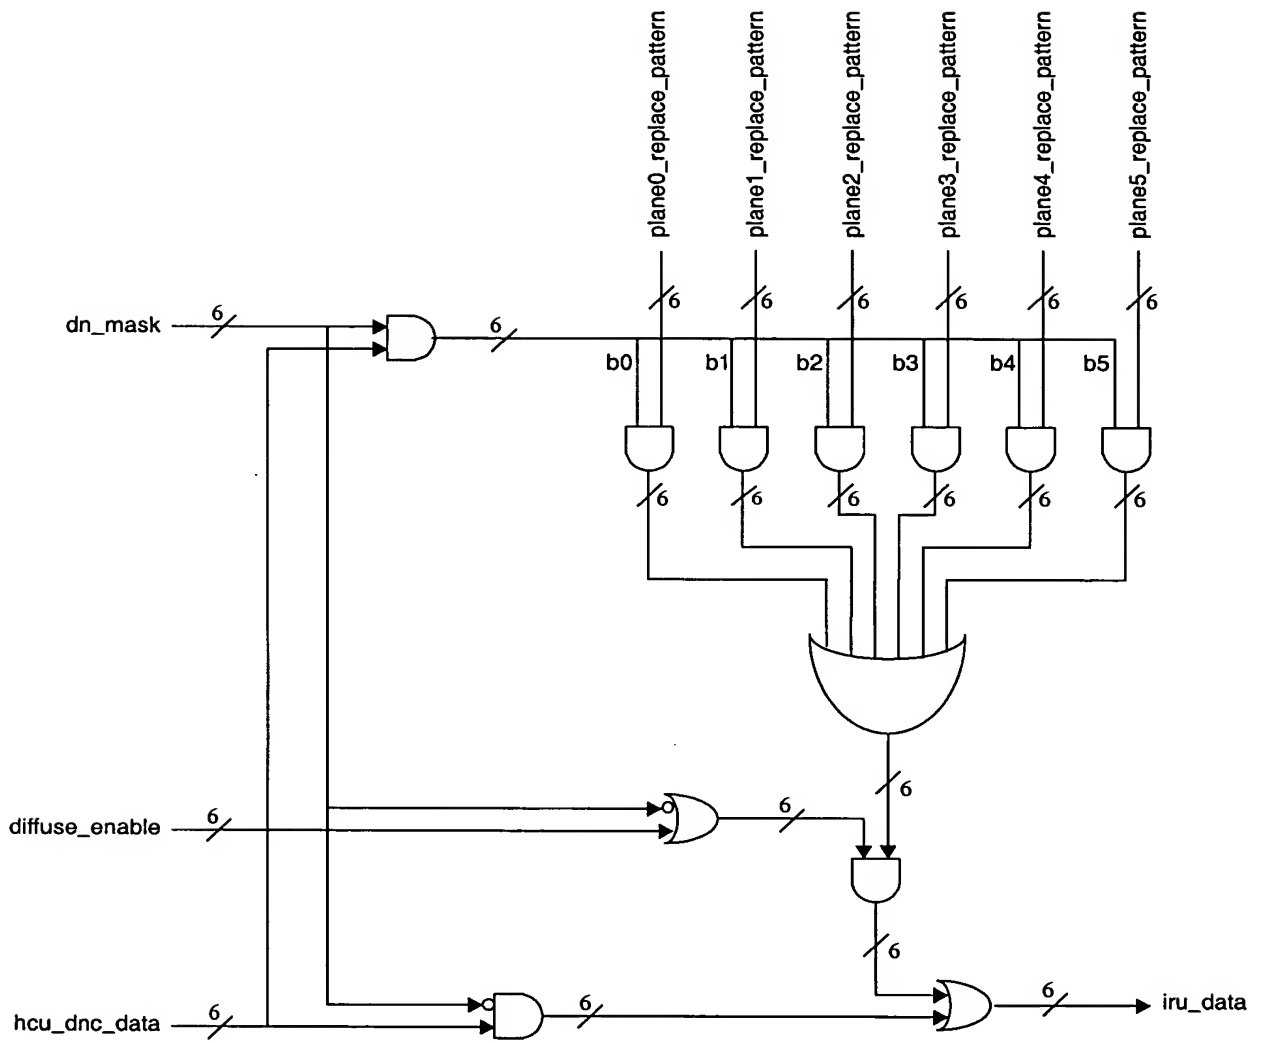 plane0_replace_pattern
plane1_replace_pattern
plane2_replace_pattern
plane3_replace_pattern
plane4_replace_pattern
plane5_replace_pattern
6 6 6 6 6 6
dn_mask 6 6
b0 b1 b2 b3 b4 b5
6 6 6 6 6 6
6
diffuse_enable 6 6
6
hcu_dnc_data 6 6 6 iru_data